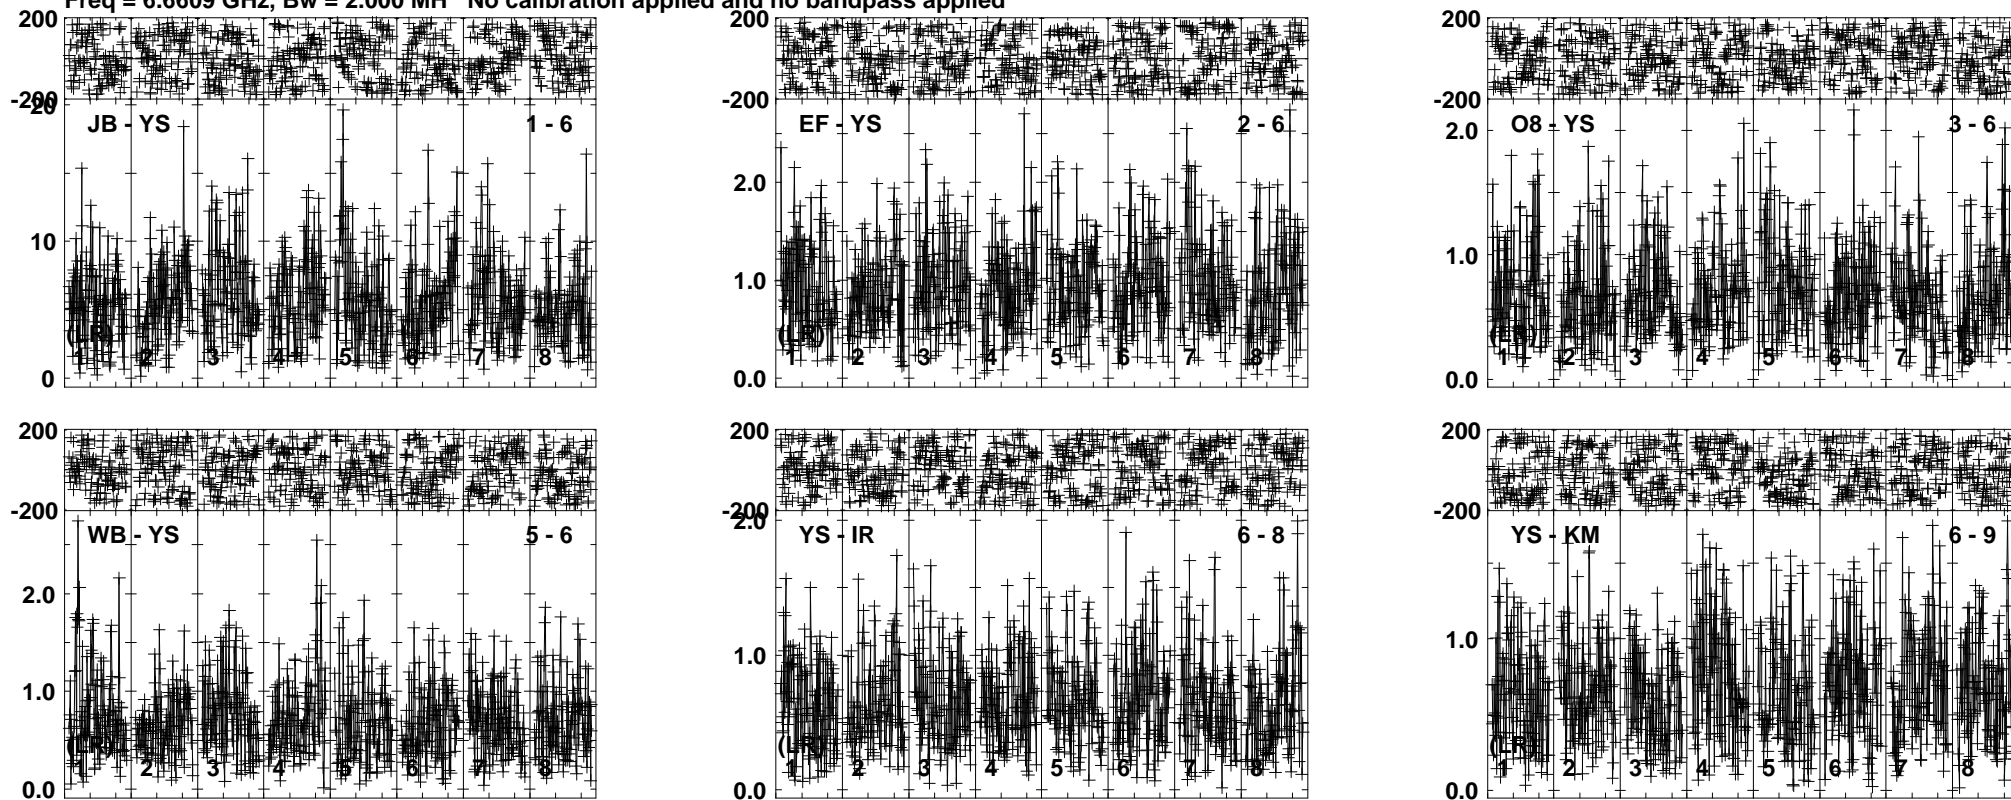 Freq = 6.6609 GHz, Bw = 2.000 MH No calibration applied and no bandpass applied
200
-200
20
JB - YS 1 - 6
10
(LR)
1 2 3 4 5 6 7 8
0
200
-200
EF - YS 2 - 6
2.0
1.0
(LR)
1 2 3 4 5 6 7 8
0.0
200
-200
O8 - YS 3 - 6
2.0
1.0
(LR)
1 2 3 4 5 6 7 8
0.0
200
-200
WB - YS 5 - 6
2.0
1.0
(LR)
1 2 3 4 5 6 7 8
0.0
200
-200
2.0
YS - IR 6 - 8
1.0
(LR)
1 2 3 4 5 6 7 8
0.0
200
-200
YS - KM 6 - 9
1.0
(LR)
1 2 3 4 5 6 7 8
0.0